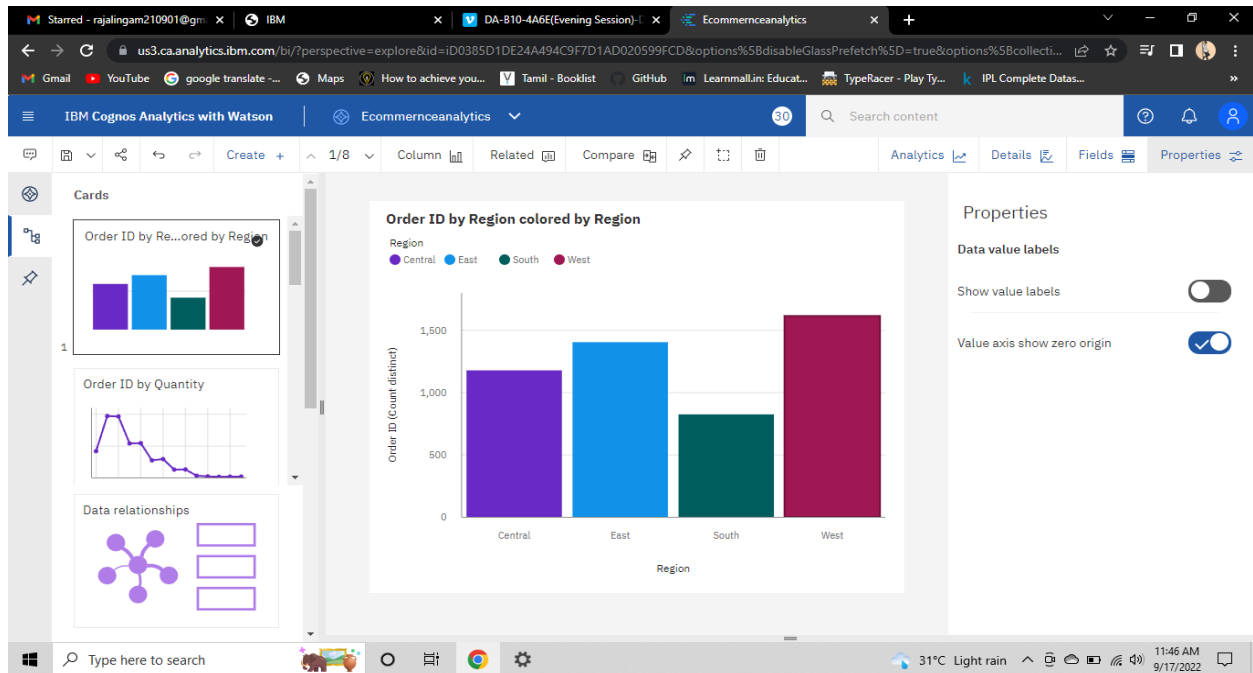 Starred - rajalingam210901@gm
IBM
DA-B10-4A6E(Evening Session)-D
Ecommernceanalytics
us3.ca.analytics.ibm.com/bi/?perspective=explore&id=iD0385D1DE24A494C9F7D1AD020599FCD&options%5BdisableGlassPrefetch%5D=true&options%5Bcollecti...
Gmail
YouTube
google translate -...
Maps
How to achieve you...
Tamil - Booklist
GitHub
Learnmall.in: Educat...
TypeRacer - Play Ty...
IPL Complete Datas...
»
IBM Cognos Analytics with Watson
Ecommernceanalytics
30
Search content
Create +
1/8
Column
Related
Compare
Analytics
Details
Fields
Properties
Cards
Order ID by Re...ored by Region
1
Order ID by Quantity
Data relationships
Order ID by Region colored by Region
Region
Central East South West
1,500
1,000
500
0
Order ID (Count distinct)
Central East South West
Region
Properties
Data value labels
Show value labels
Value axis show zero origin
Type here to search
31°C Light rain
11:46 AM
9/17/2022